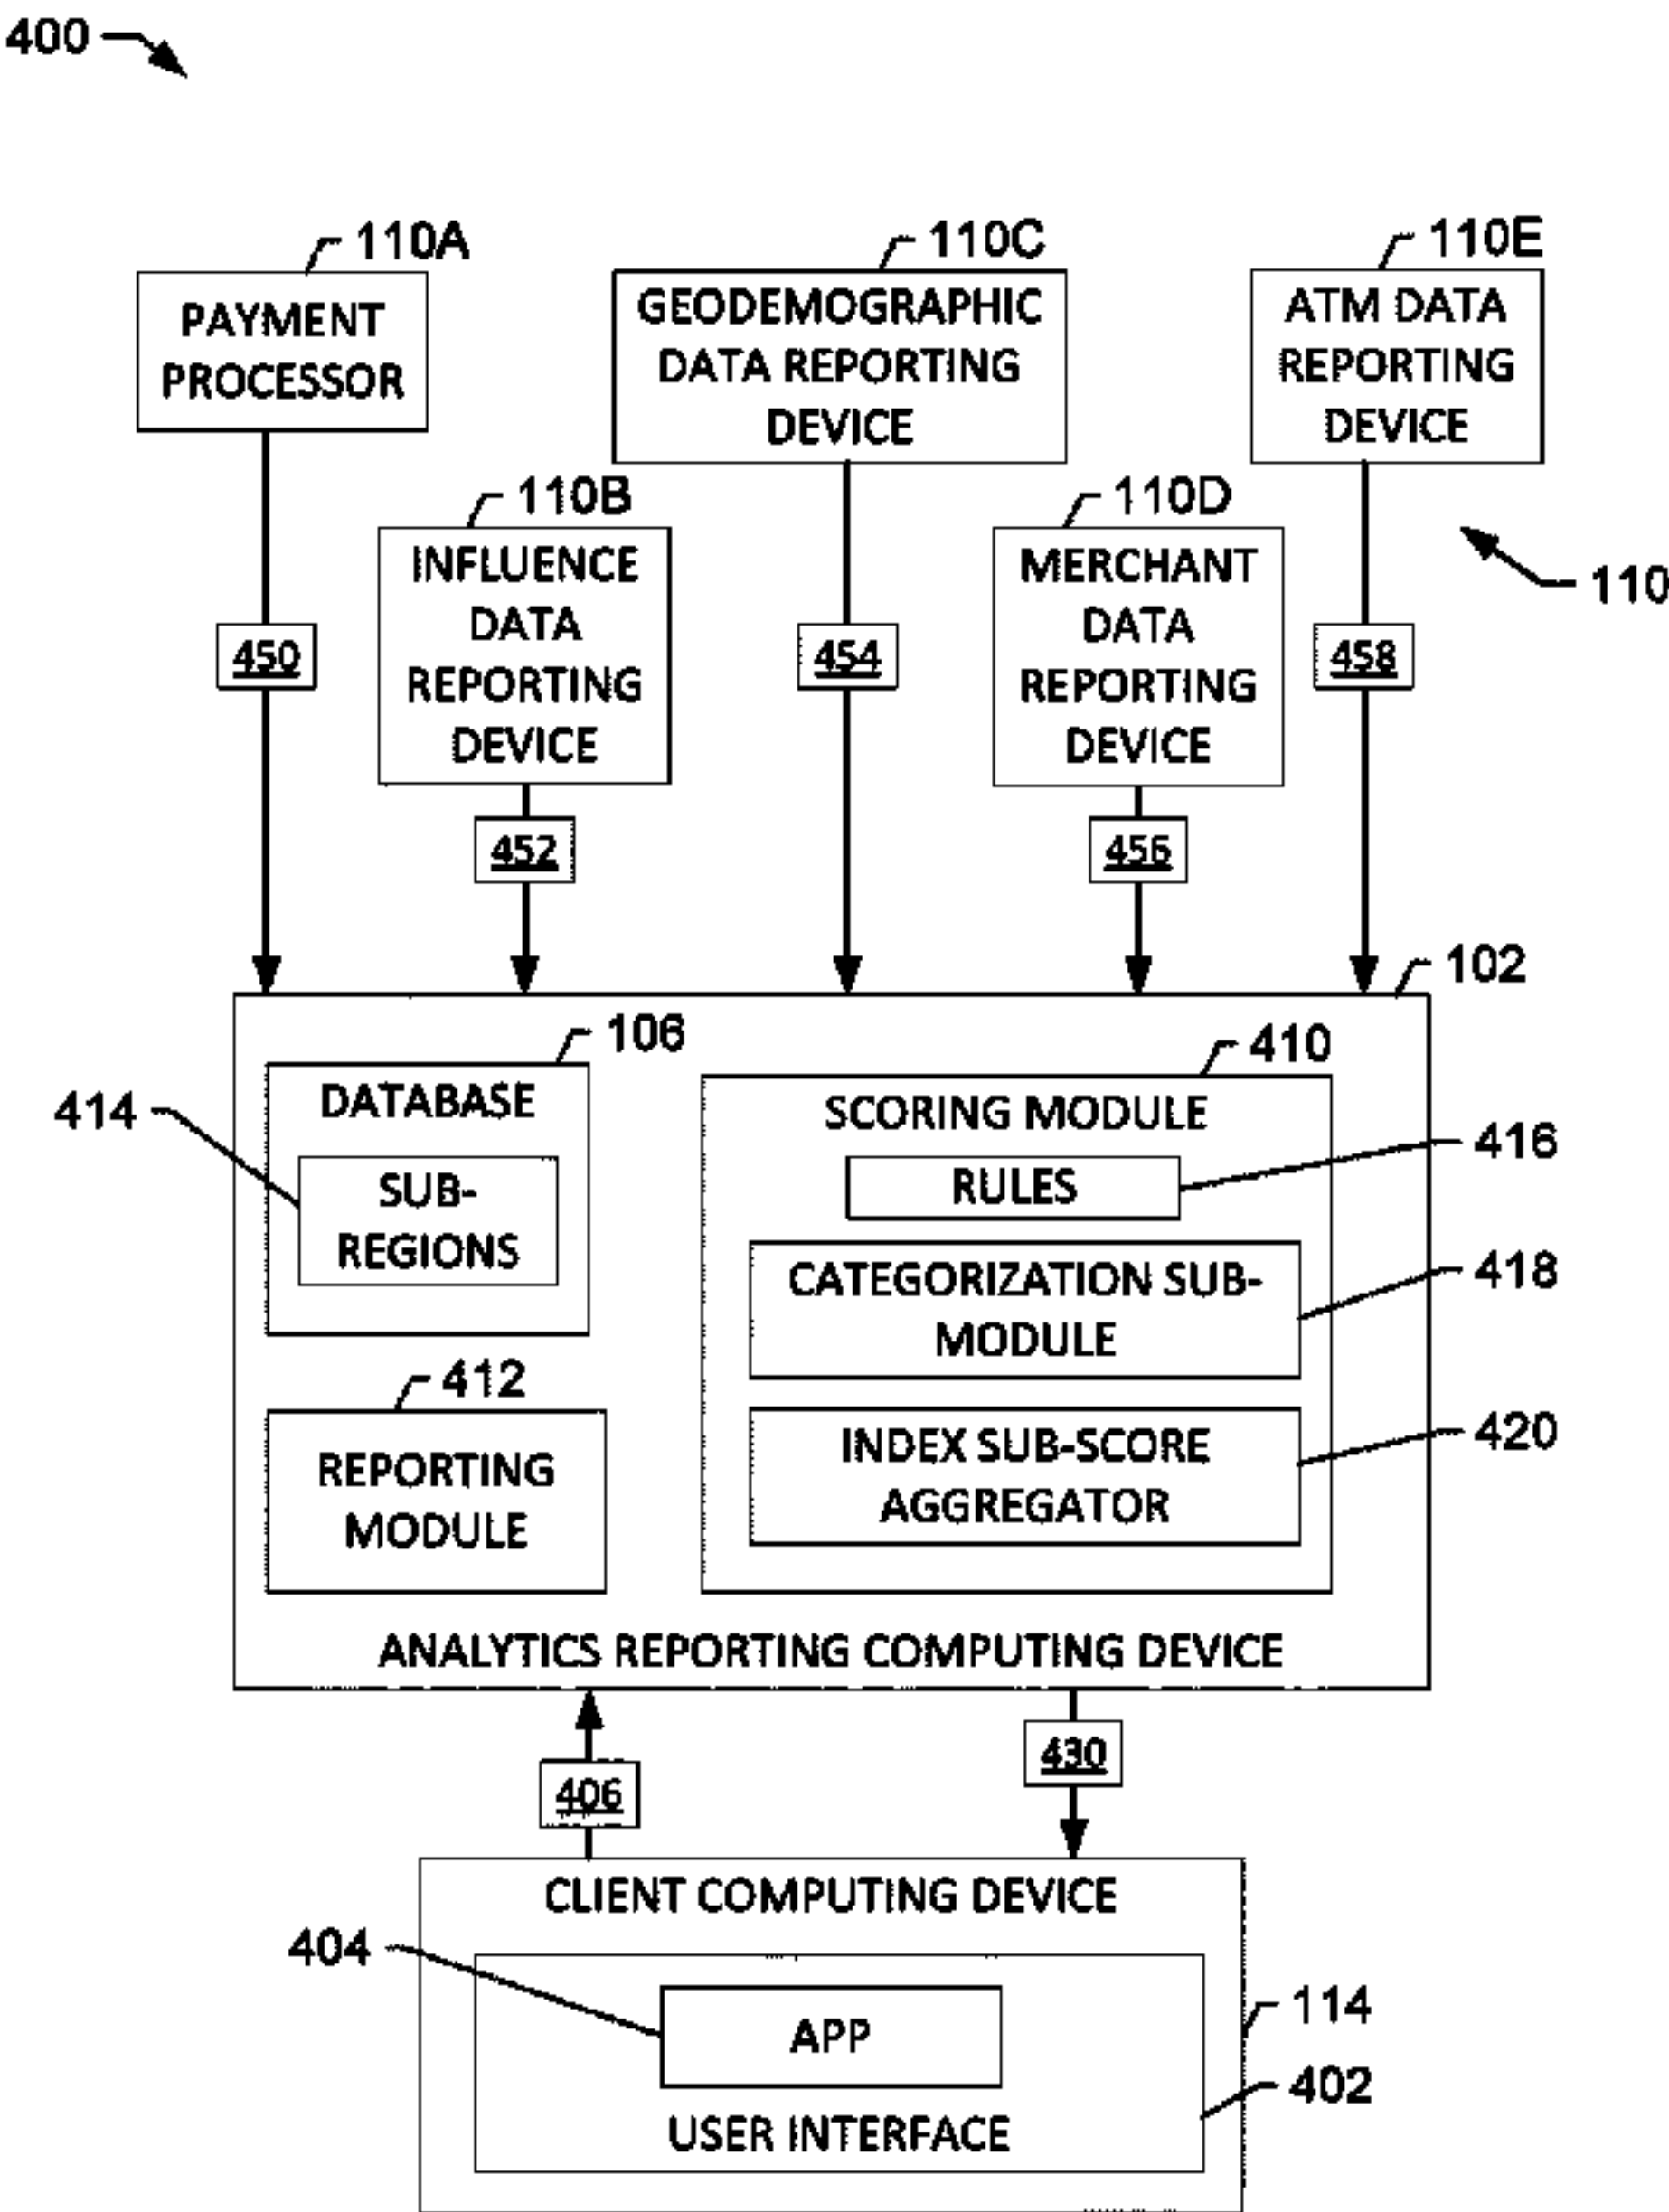 400
110A
PAYMENT
PROCESSOR
110C
GEODEMOGRAPHIC
DATA REPORTING
DEVICE
110E
ATM DATA
REPORTING
DEVICE
110B
INFLUENCE
DATA
REPORTING
DEVICE
110D
MERCHANT
DATA
REPORTING
DEVICE
110
450
454
458
452
456
102
106
DATABASE
414
SUB-
REGIONS
410
SCORING MODULE
416
RULES
418
CATEGORIZATION SUB-
MODULE
412
REPORTING
MODULE
420
INDEX SUB-SCORE
AGGREGATOR
ANALYTICS REPORTING COMPUTING DEVICE
406
430
CLIENT COMPUTING DEVICE
404
APP
114
402
USER INTERFACE